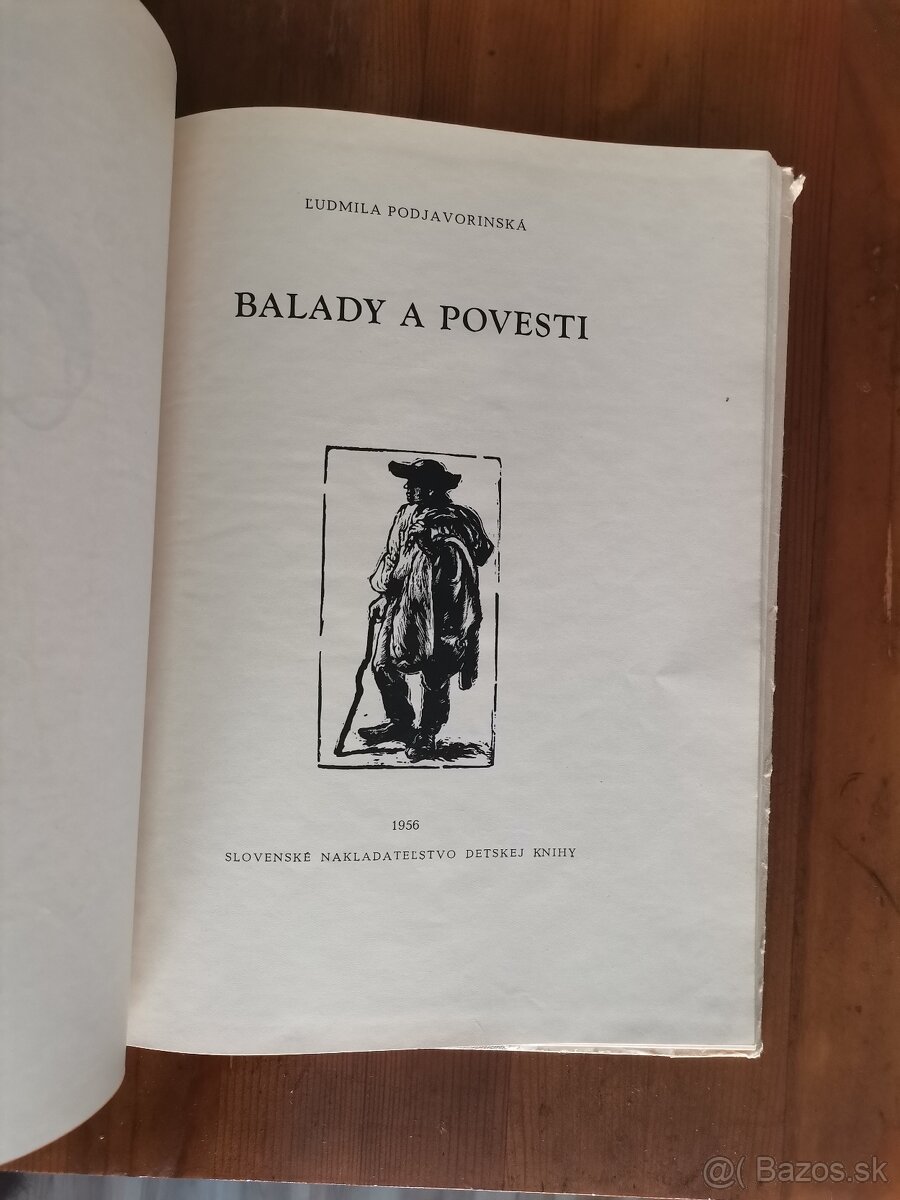 ĽUDMILA PODJAVORINSKÁ
BALADY A POVESTI
1956
SLOVENSKÉ NAKLADATEĽSTVO DETSKEJ KNIHY
@( Bazos.sk